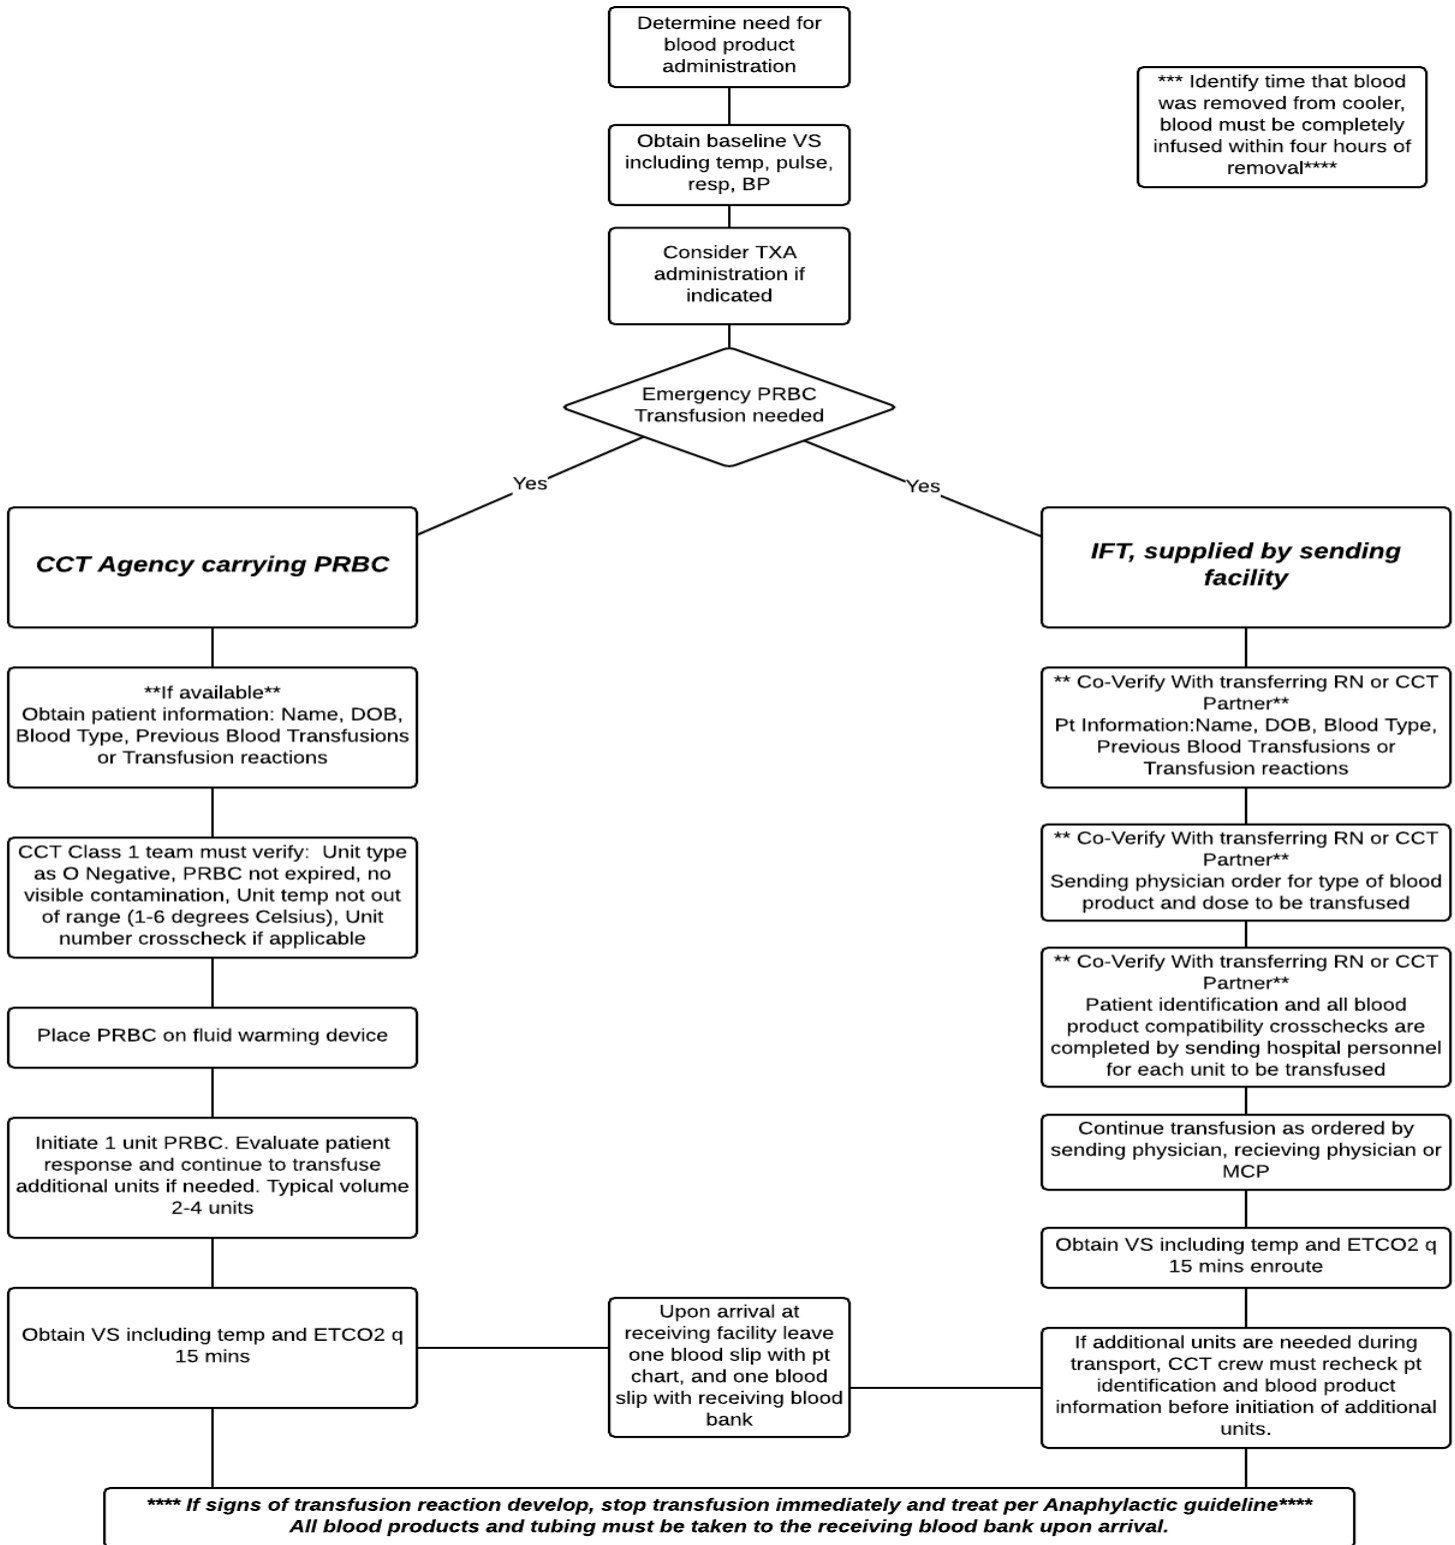 Determine need for
blood product
administration
*** Identify time that blood
was removed from cooler,
blood must be completely
infused within four hours of
removal****
Obtain baseline VS
including temp, pulse,
resp, BP
Consider TXA
administration if
indicated
Emergency PRBC
Transfusion needed
Yes
Yes
CCT Agency carrying PRBC
**If available**
Obtain patient information: Name, DOB,
Blood Type, Previous Blood Transfusions
or Transfusion reactions
CCT Class 1 team must verify:  Unit type
as O Negative, PRBC not expired, no
visible contamination, Unit temp not out
of range (1-6 degrees Celsius), Unit
number crosscheck if applicable
Place PRBC on fluid warming device
Initiate 1 unit PRBC. Evaluate patient
response and continue to transfuse
additional units if needed. Typical volume
2-4 units
Obtain VS including temp and ETCO2 q
15 mins
IFT, supplied by sending
facility
** Co-Verify With transferring RN or CCT
Partner**
Pt Information:Name, DOB, Blood Type,
Previous Blood Transfusions or
Transfusion reactions
** Co-Verify With transferring RN or CCT
Partner**
Sending physician order for type of blood
product and dose to be transfused
** Co-Verify With transferring RN or CCT
Partner**
Patient identification and all blood
product compatibility crosschecks are
completed by sending hospital personnel
for each unit to be transfused
Continue transfusion as ordered by
sending physician, recieving physician or
MCP
Obtain VS including temp and ETCO2 q
15 mins enroute
If additional units are needed during
transport, CCT crew must recheck pt
identification and blood product
information before initiation of additional
units.
Upon arrival at
receiving facility leave
one blood slip with pt
chart, and one blood
slip with receiving blood
bank
**** If signs of transfusion reaction develop, stop transfusion immediately and treat per Anaphylactic guideline****
All blood products and tubing must be taken to the receiving blood bank upon arrival.